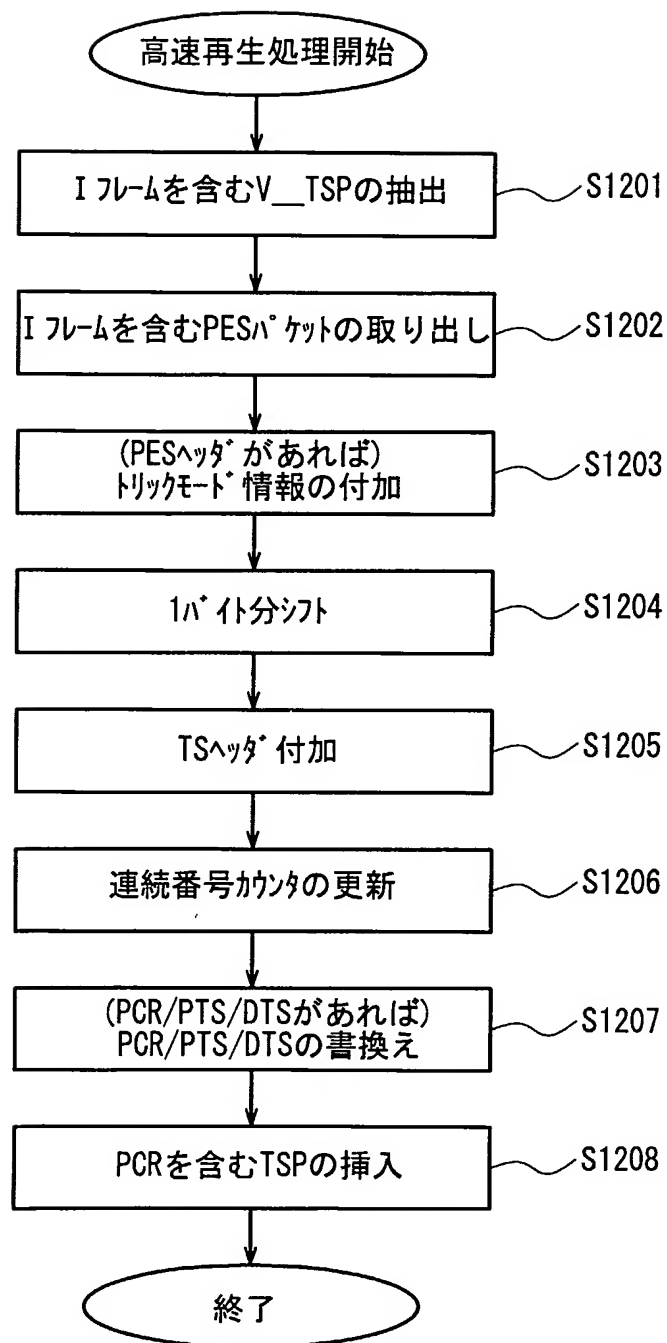 高速再生処理開始
Iフレームを含むV__TSPの抽出
S1201
Iフレームを含むPESパケットの取り出し
S1202
(PESヘッダがあれば)
トリックモード情報の付加
S1203
1バイト分シフト
S1204
TSヘッダ付加
S1205
連続番号カウンタの更新
S1206
(PCR/PTS/DTSがあれば)
PCR/PTS/DTSの書換え
S1207
PCRを含むTSPの挿入
S1208
終了